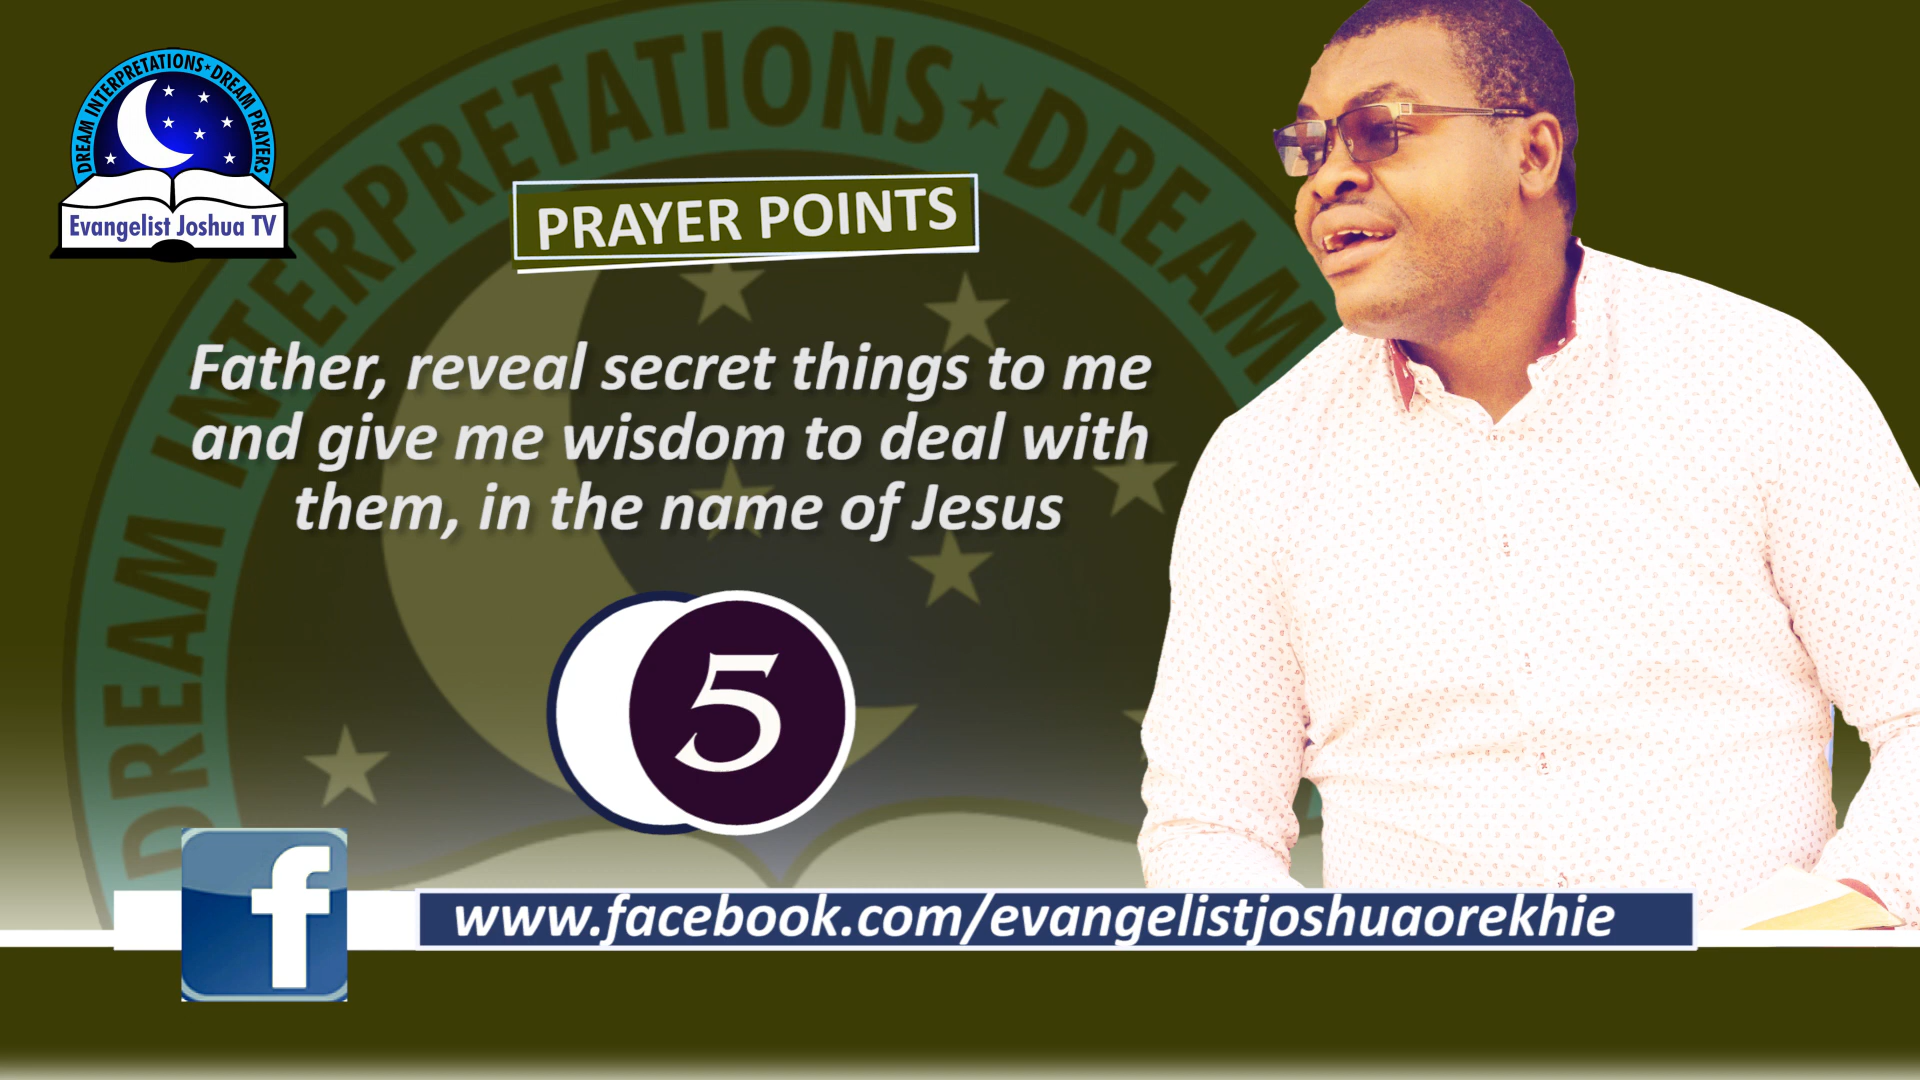 DREAM INTERPRETATIONS★DREAM PRAYERS
Evangelist Joshua TV
DREAM INTERPRETATIONS★DREAM
PRAYER POINTS
Father, reveal secret things to me
and give me wisdom to deal with
them, in the name of Jesus
5
f
www.facebook.com/evangelistjoshuaorekhie